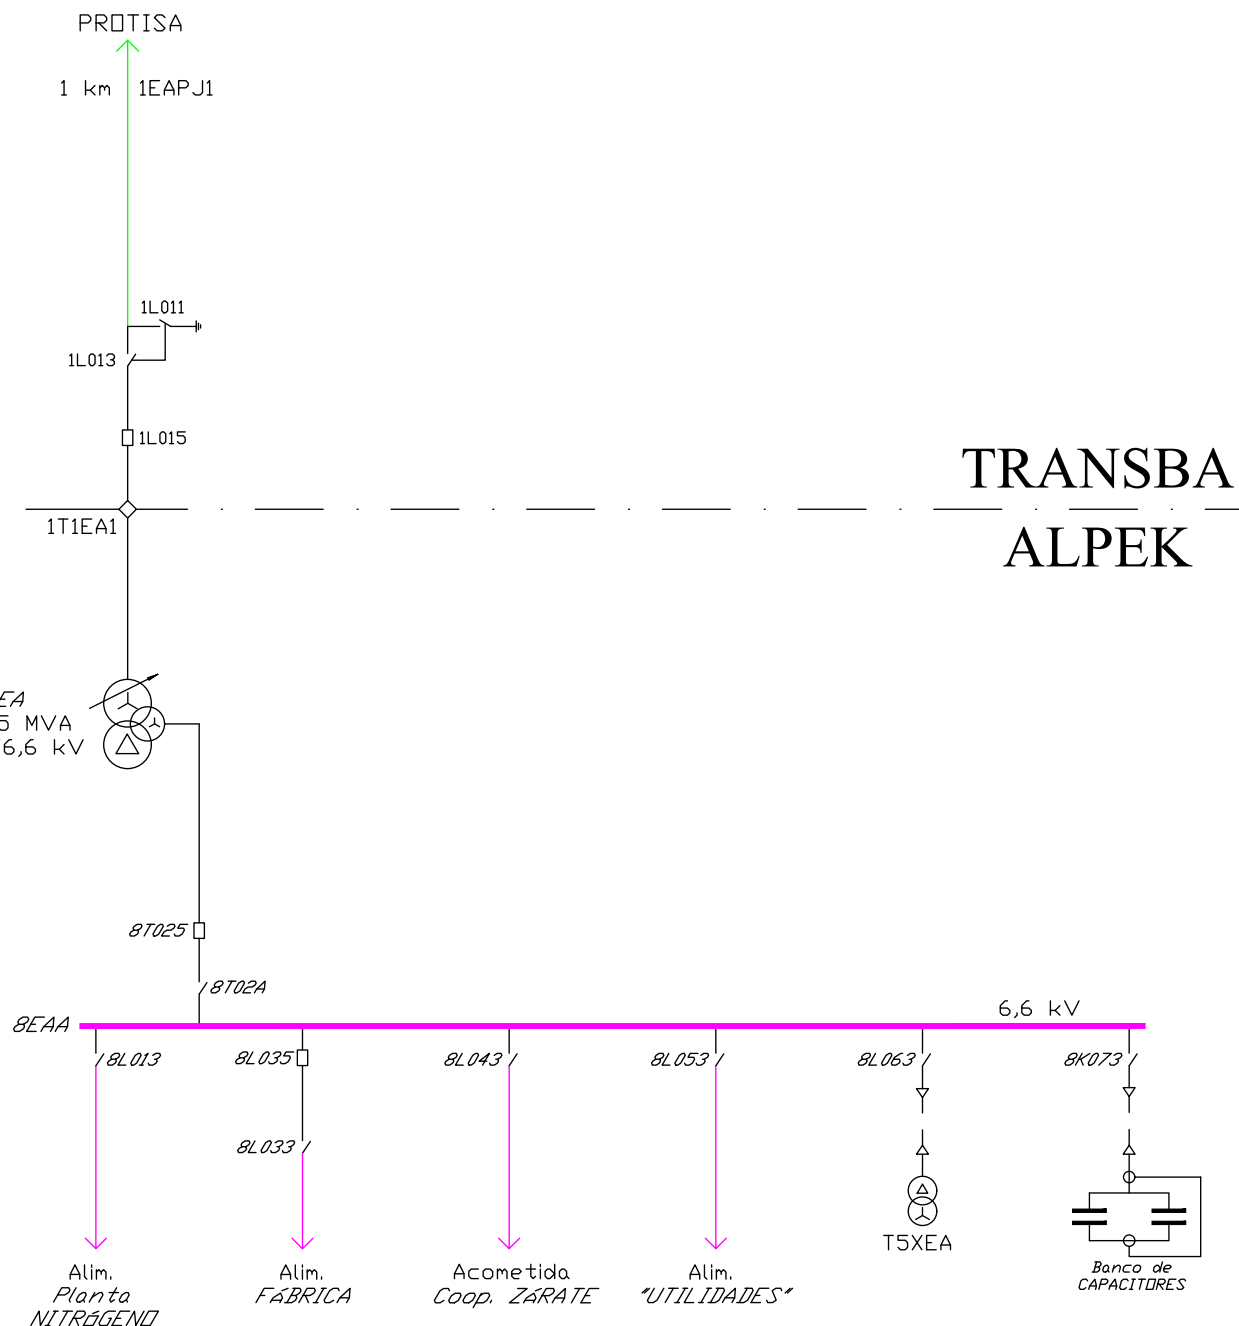 PROTISA
1 km 1EAPJ1
1L011
1L013
1L015
TRANSBA
1T1EA1
ALPEK
EA
5 MVA
6,6 kV
8T025
8T02A
8EAA
6,6 kV
8L013 8L035 8L043 8L053 8L063 8K073
8L033
T5XEA
Alim.
Planta
NITRÓGENO
Alim.
FÁBRICA
Acometida
Coop. ZÁRATE
Alim.
"UTILIDADES"
Banco de
CAPACITORES